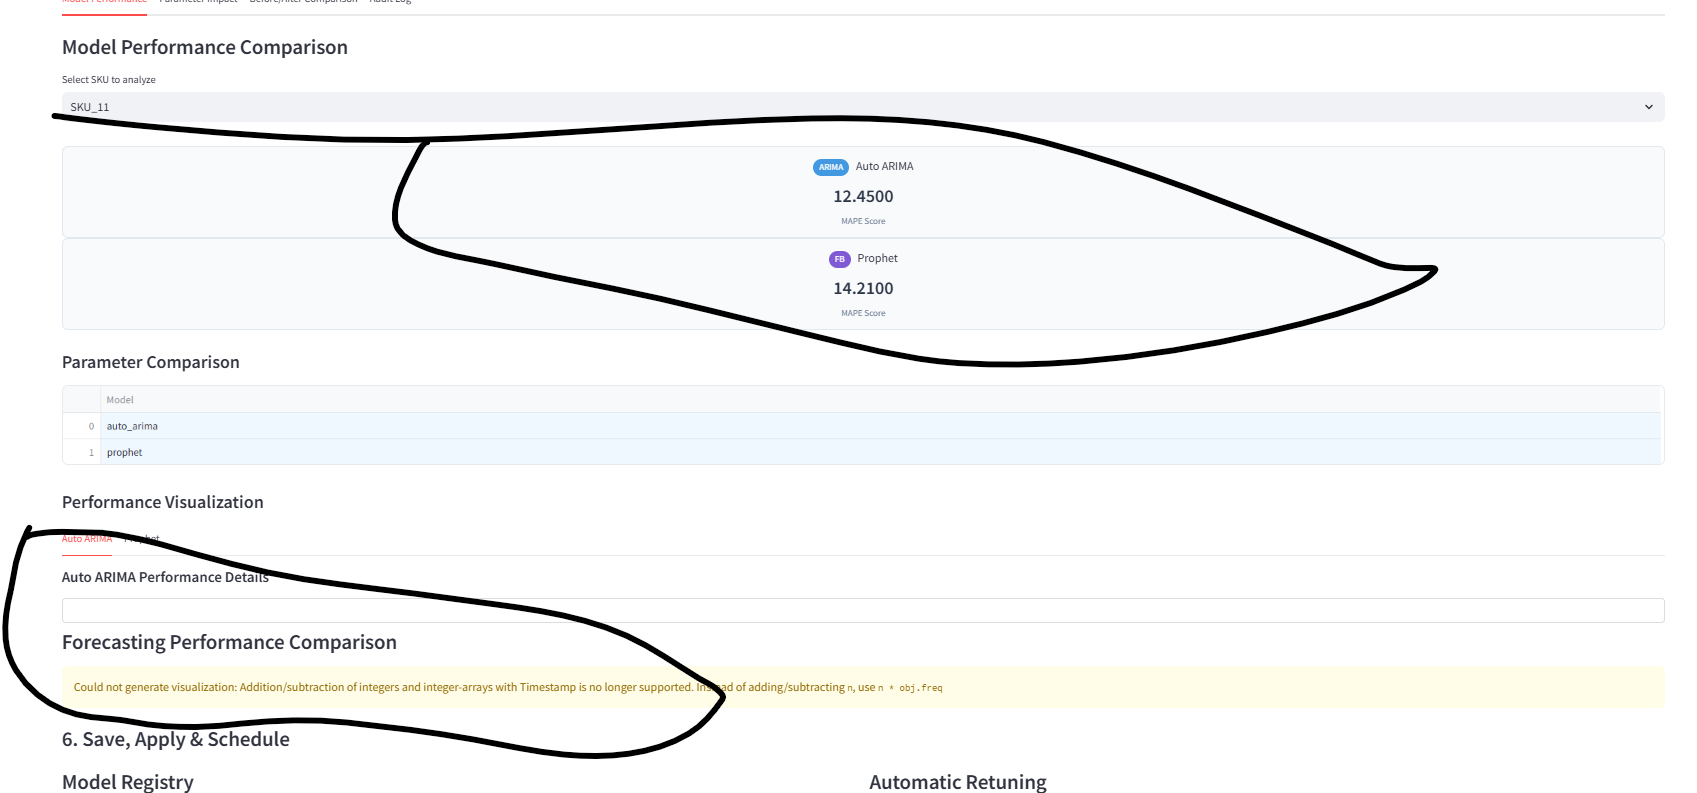 Model Performance Parameter Impact Before/After Comparison Audit Log
Model Performance Comparison
Select SKU to analyze
SKU_11
ARIMA Auto ARIMA
12.4500
MAPE Score
FB Prophet
14.2100
MAPE Score
Parameter Comparison
Model
0 auto_arima
1 prophet
Performance Visualization
Auto ARIMA Prophet
Auto ARIMA Performance Details
Forecasting Performance Comparison
Could not generate visualization: Addition/subtraction of integers and integer-arrays with Timestamp is no longer supported. Instead of adding/subtracting n, use n * obj.freq
6. Save, Apply & Schedule
Model Registry
Automatic Retuning